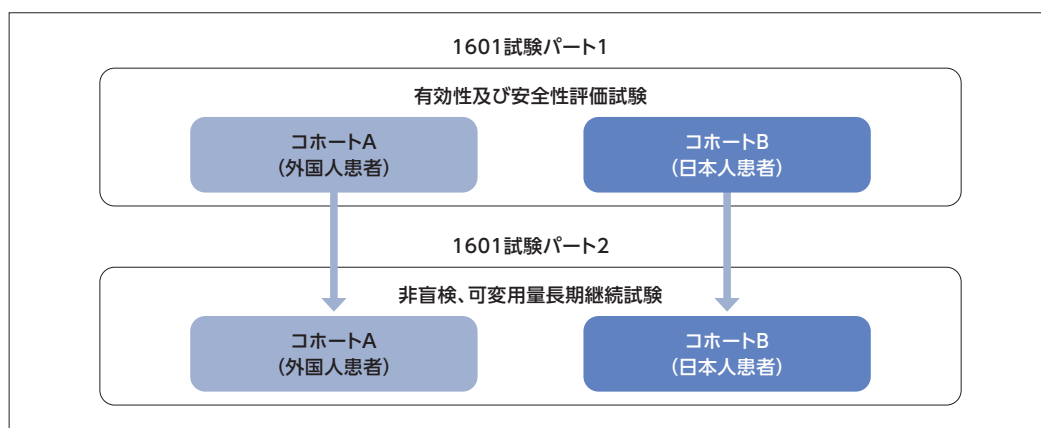 1601試験パート1
有効性及び安全性評価試験
コホートA
（外国人患者）
コホートB
（日本人患者）
1601試験パート2
非盲検、可変用量長期継続試験
コホートA
（外国人患者）
コホートB
（日本人患者）